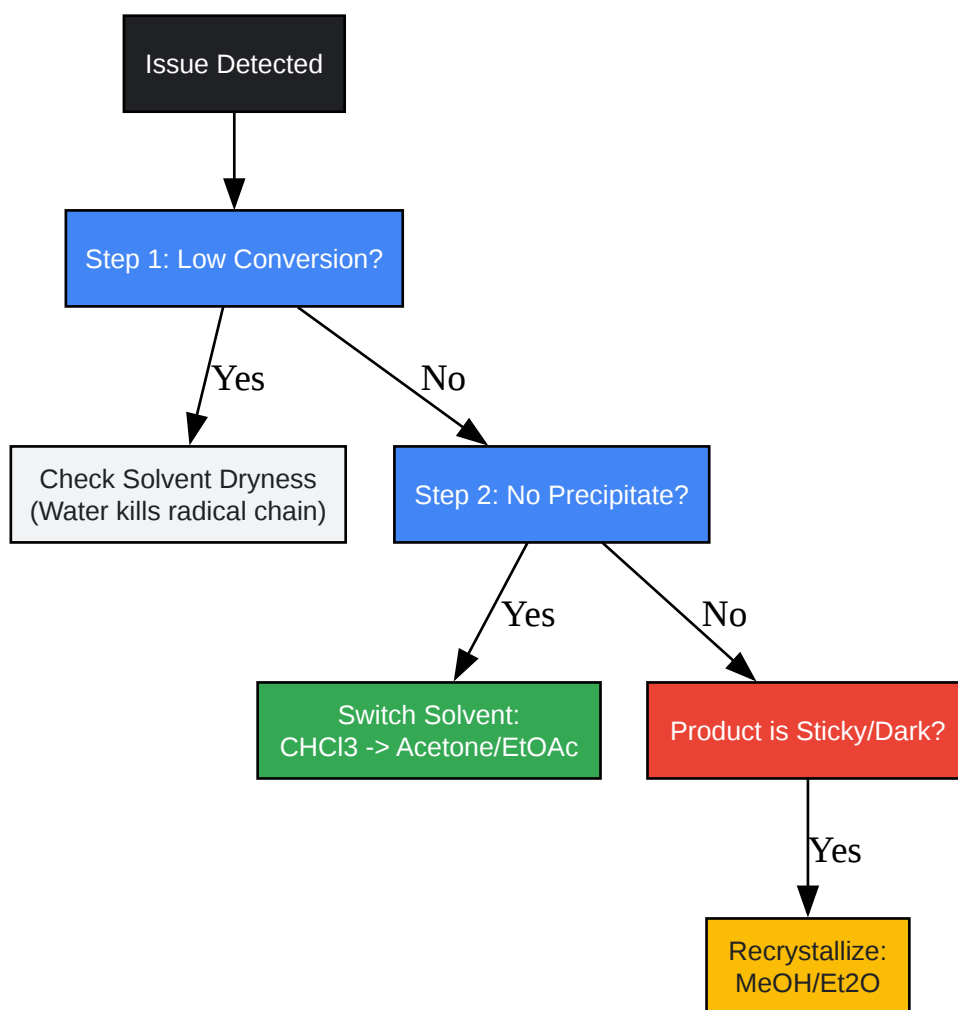 Issue Detected
Step 1: Low Conversion?
Yes
No
Check Solvent Dryness
(Water kills radical chain)
Step 2: No Precipitate?
Yes
No
Switch Solvent:
CHCl3 -> Acetone/EtOAc
Product is Sticky/Dark?
Yes
Recrystallize:
MeOH/Et2O